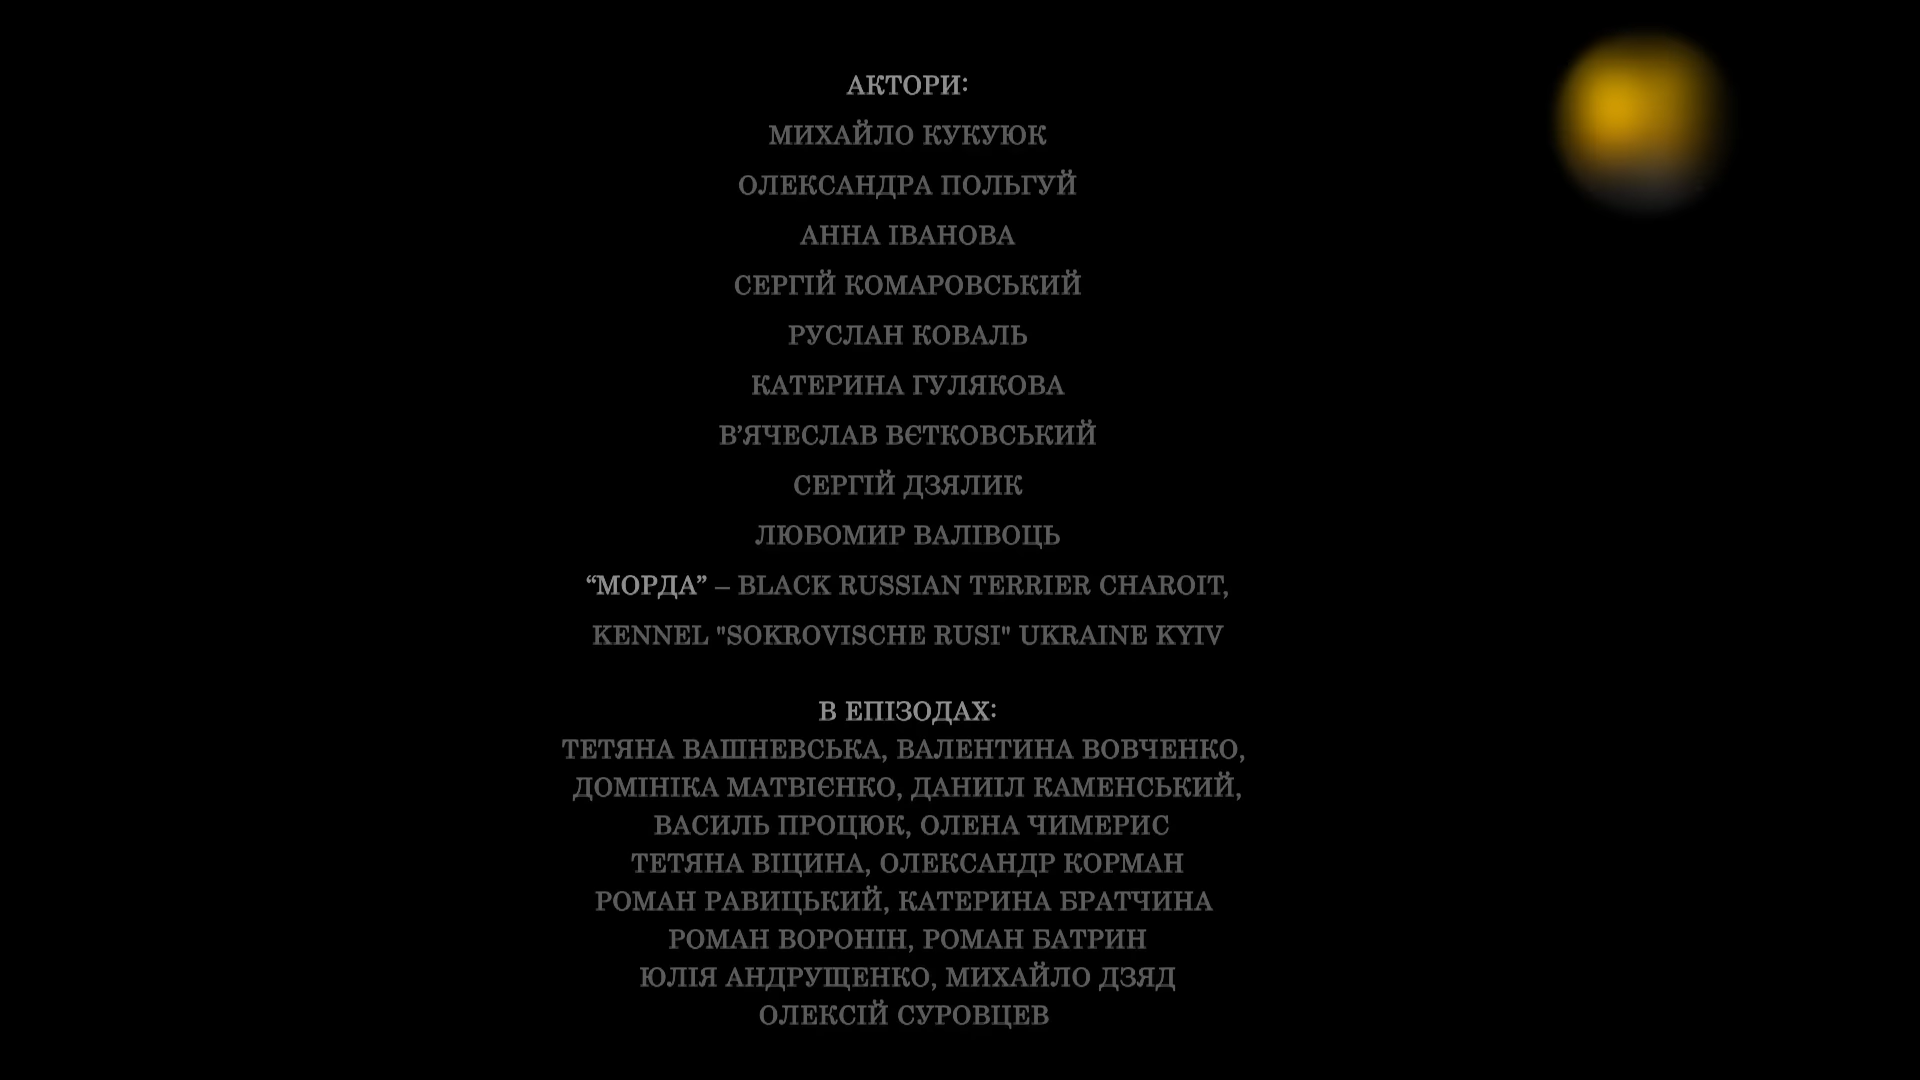 АКТОРИ:
МИХАЙЛО КУКУЮК
ОЛЕКСАНДРА ПОЛЬГУЙ
АННА ІВАНОВА
СЕРГІЙ КОМАРОВСЬКИЙ
РУСЛАН КОВАЛЬ
КАТЕРИНА ГУЛЯКОВА
В’ЯЧЕСЛАВ ВЄТКОВСЬКИЙ
СЕРГІЙ ДЗЯЛИК
ЛЮБОМИР ВАЛІВОЦЬ
“МОРДА” – BLACK RUSSIAN TERRIER CHAROIT,
KENNEL "SOKROVISCHE RUSI" UKRAINE KYIV
В ЕПІЗОДАХ:
ТЕТЯНА ВАШНЕВСЬКА, ВАЛЕНТИНА ВОВЧЕНКО,
ДОМІНІКА МАТВІЄНКО, ДАНИІЛ КАМЕНСЬКИЙ,
ВАСИЛЬ ПРОЦЮК, ОЛЕНА ЧИМЕРИС
ТЕТЯНА ВІЦИНА, ОЛЕКСАНДР КОРМАН
РОМАН РАВИЦЬКИЙ, КАТЕРИНА БРАТЧИНА
РОМАН ВОРОНІН, РОМАН БАТРИН
ЮЛІЯ АНДРУЩЕНКО, МИХАЙЛО ДЗЯД
ОЛЕКСІЙ СУРОВЦЕВ